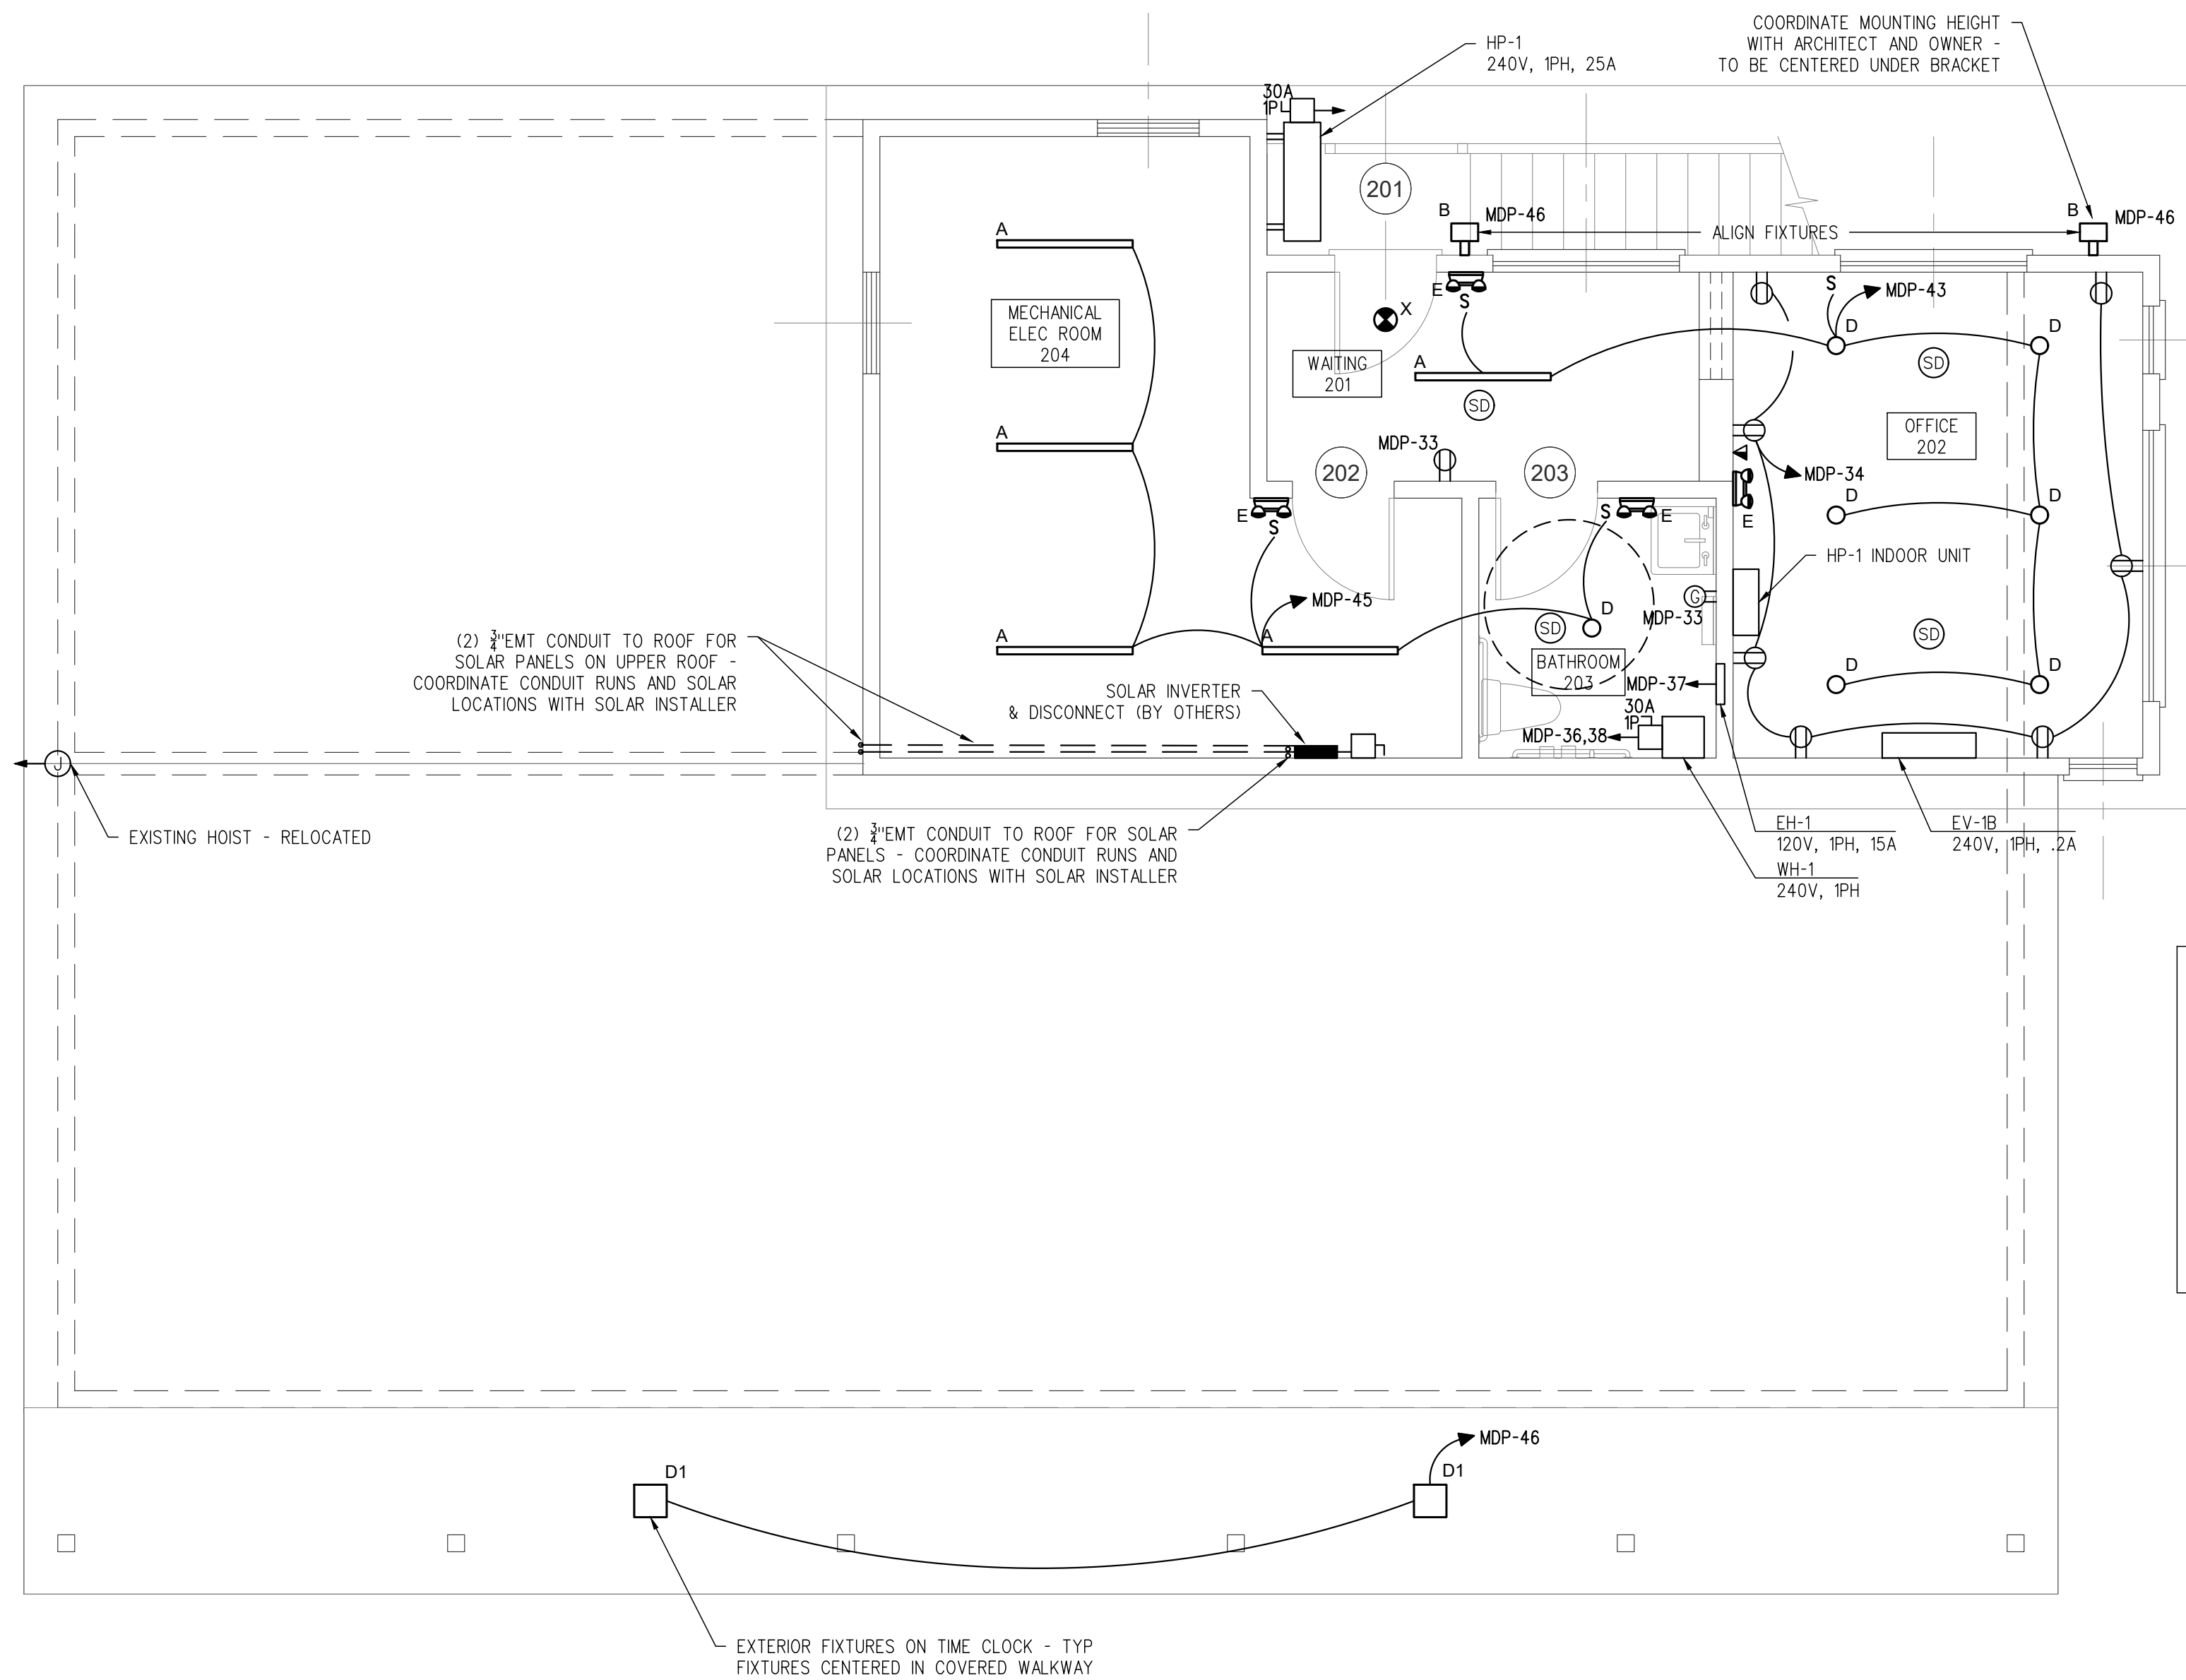 COORDINATE MOUNTING HEIGHT
WITH ARCHITECT AND OWNER -
TO BE CENTERED UNDER BRACKET
HP-1
240V, 1PH, 25A
30A
1P
201
B
MDP-46
ALIGN FIXTURES
B
MDP-46
A
MECHANICAL
ELEC ROOM
204
E
S
X
WAITING
201
A
SD
S
MDP-43
D
D
SD
OFFICE
202
A
MDP-33
202
203
MDP-34
E
D
D
E
S
S
E
HP-1 INDOOR UNIT
G
MDP-33
MDP-45
D
SD
SD
BATHROOM
203
A
A
D
D
MDP-37
30A
1P
MDP-36,38
(2) 3/4"EMT CONDUIT TO ROOF FOR
SOLAR PANELS ON UPPER ROOF -
COORDINATE CONDUIT RUNS AND SOLAR
LOCATIONS WITH SOLAR INSTALLER
SOLAR INVERTER
& DISCONNECT (BY OTHERS)
J
EXISTING HOIST - RELOCATED
(2) 3/4"EMT CONDUIT TO ROOF FOR SOLAR
PANELS - COORDINATE CONDUIT RUNS AND
SOLAR LOCATIONS WITH SOLAR INSTALLER
EH-1
120V, 1PH, 15A
WH-1
240V, 1PH
EV-1B
240V, 1PH, .2A
MDP-46
D1
D1
EXTERIOR FIXTURES ON TIME CLOCK - TYP
FIXTURES CENTERED IN COVERED WALKWAY